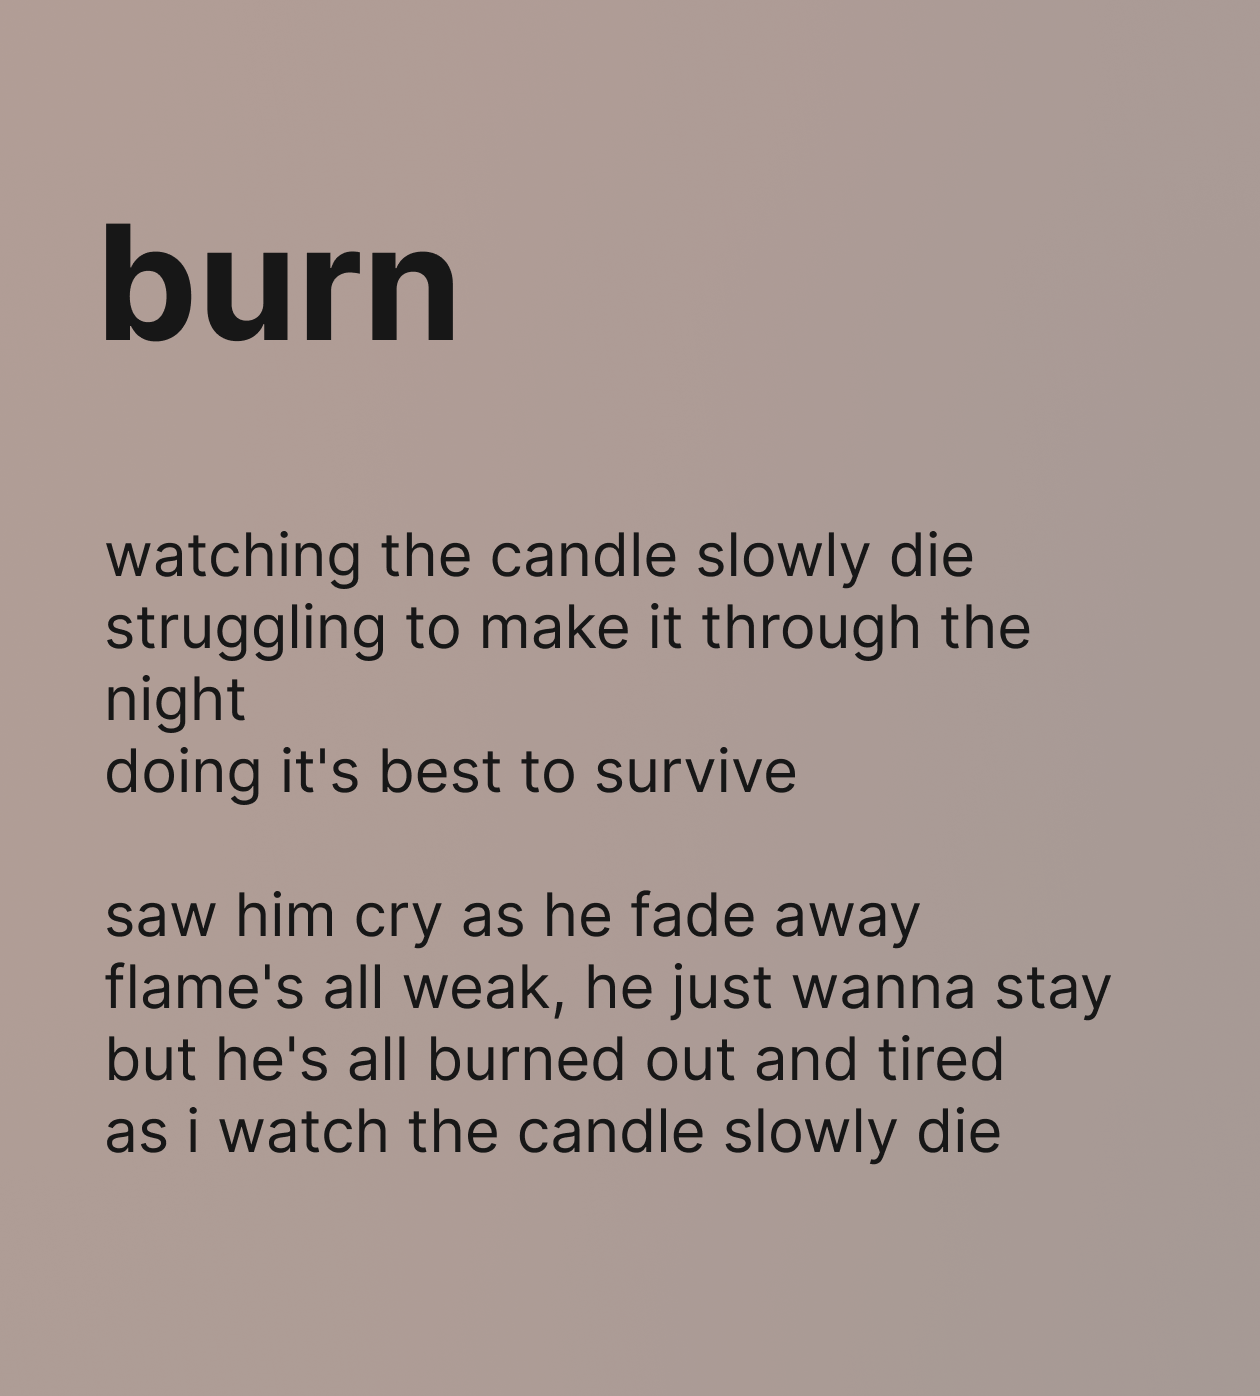 burn
watching the candle slowly die
struggling to make it through the
night
doing it's best to survive
saw him cry as he fade away
flame's all weak, he just wanna stay
but he's all burned out and tired
as i watch the candle slowly die